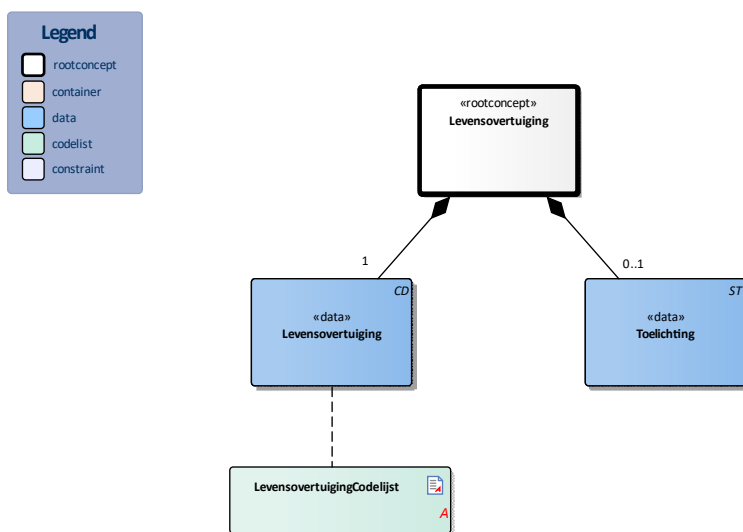 Legend
rootconcept
container
data
codelist
constraint
«rootconcept»
Levensovertuiging
1
0..1
CD
«data»
Levensovertuiging
ST
«data»
Toelichting
LevensovertuigingCodelijst
A